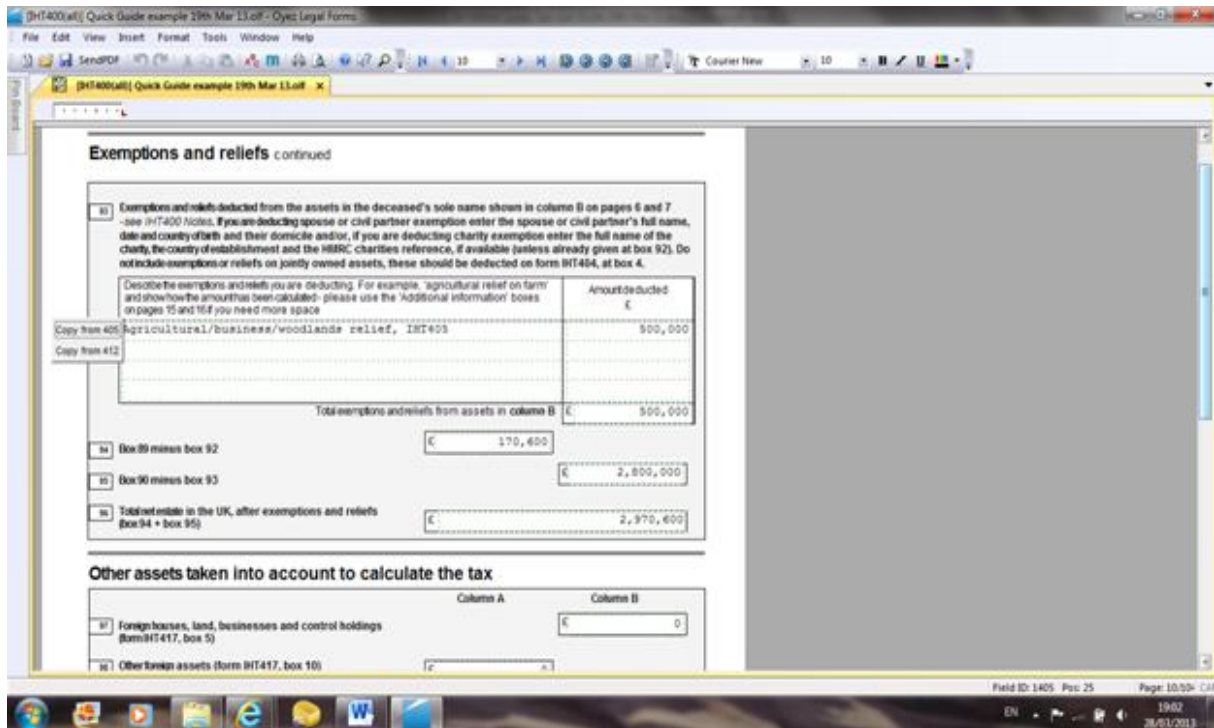 [IHT400(all)] Quick Guide example 19th Mar 13.olf - Oyez Legal Forms
File Edit View Insert Format Tools Window Help
SendPDF 10 Courier New 10 B I U
[IHT400(all)] Quick Guide example 19th Mar 13.olf x
Pin Board
Exemptions and reliefs continued
93 Exemptions and reliefs deducted from the assets in the deceased's sole name shown in column B on pages 6 and 7
-see IHT400 Notes. If you are deducting spouse or civil partner exemption enter the spouse or civil partner's full name,
date and country of birth and their domicile and/or, if you are deducting charity exemption enter the full name of the
charity, the country of establishment and the HMRC charities reference, if available (unless already given at box 92). Do
not include exemptions or reliefs on jointly owned assets, these should be deducted on form IHT404, at box 4.
Describe the exemptions and reliefs you are deducting. For example, 'agricultural relief on farm'
and show how the amount has been calculated- please use the 'Additional information' boxes
on pages 15 and 16 if you need more space
Amount deducted
£
Copy from 405 Agricultural/business/woodlands relief, IHT405 500,000
Copy from 412
Total exemptions and reliefs from assets in column B £ 500,000
94 Box 89 minus box 92 £ 170,600
95 Box 90 minus box 93 £ 2,800,000
96 Total net estate in the UK, after exemptions and reliefs
(box 94 + box 95) £ 2,970,600
Other assets taken into account to calculate the tax
Column A Column B
97 Foreign houses, land, businesses and control holdings
(form IHT417, box 5) £ 0
98 Other foreign assets (form IHT417, box 10) £
Field ID: 1405 Pos: 25 Page: 10/10
EN 19:02
28/03/2013